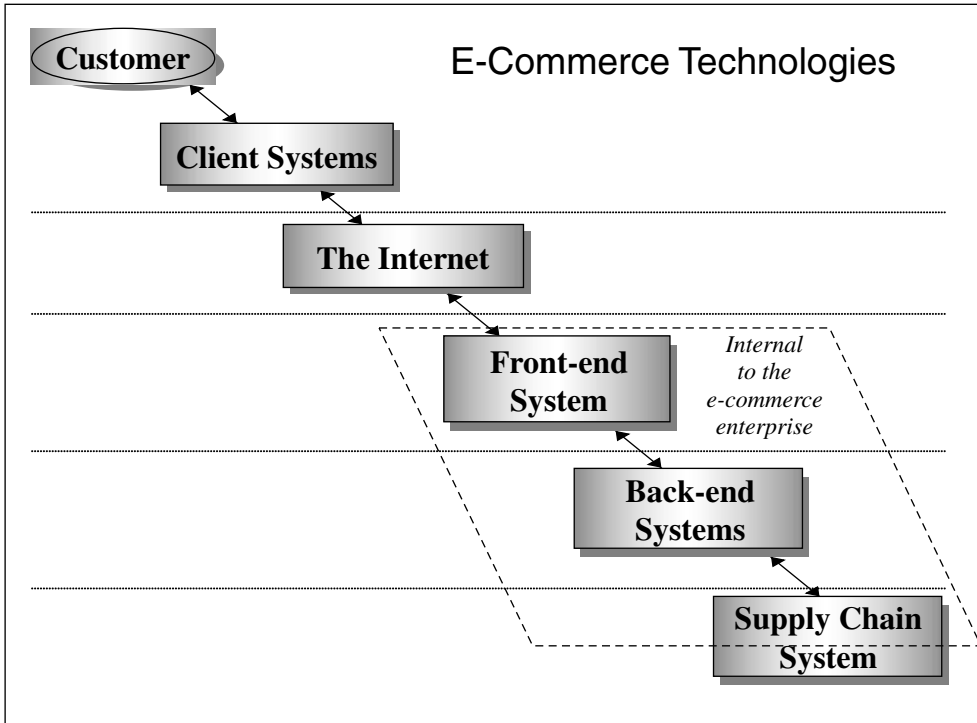 Customer
E-Commerce Technologies
Client Systems
The Internet
Front-end
System
Internal
to the
e-commerce
enterprise
Back-end
Systems
Supply Chain
System